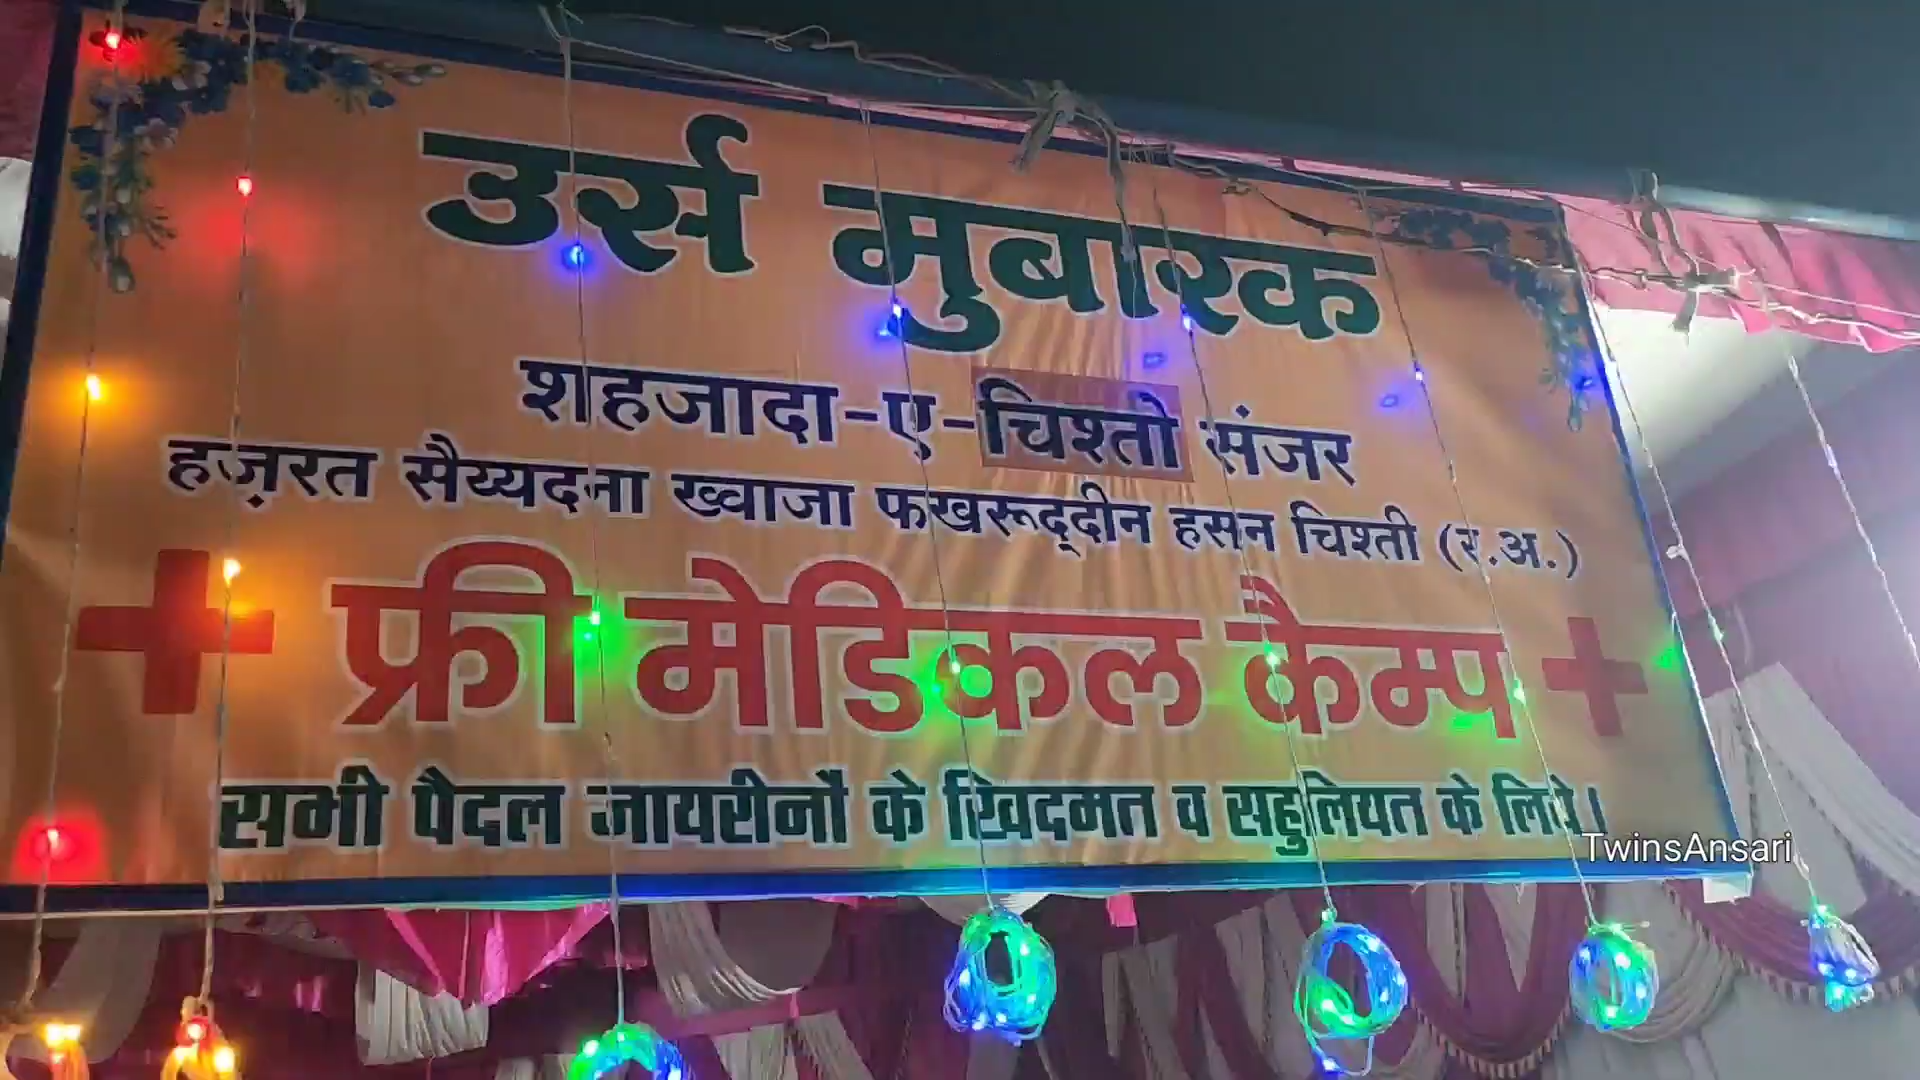 उर्स मुबारक
शहजादा-ए-चिश्तो संजर
हज़रत सैय्यदना ख्वाजा फखरूद्दीन हसन चिश्ती (र.अ.)
+ फ्री मेडिकल कैम्प +
सभी पैदल जायरीनों के खिदमत व सहुलियत के लिये।
TwinsAnsari